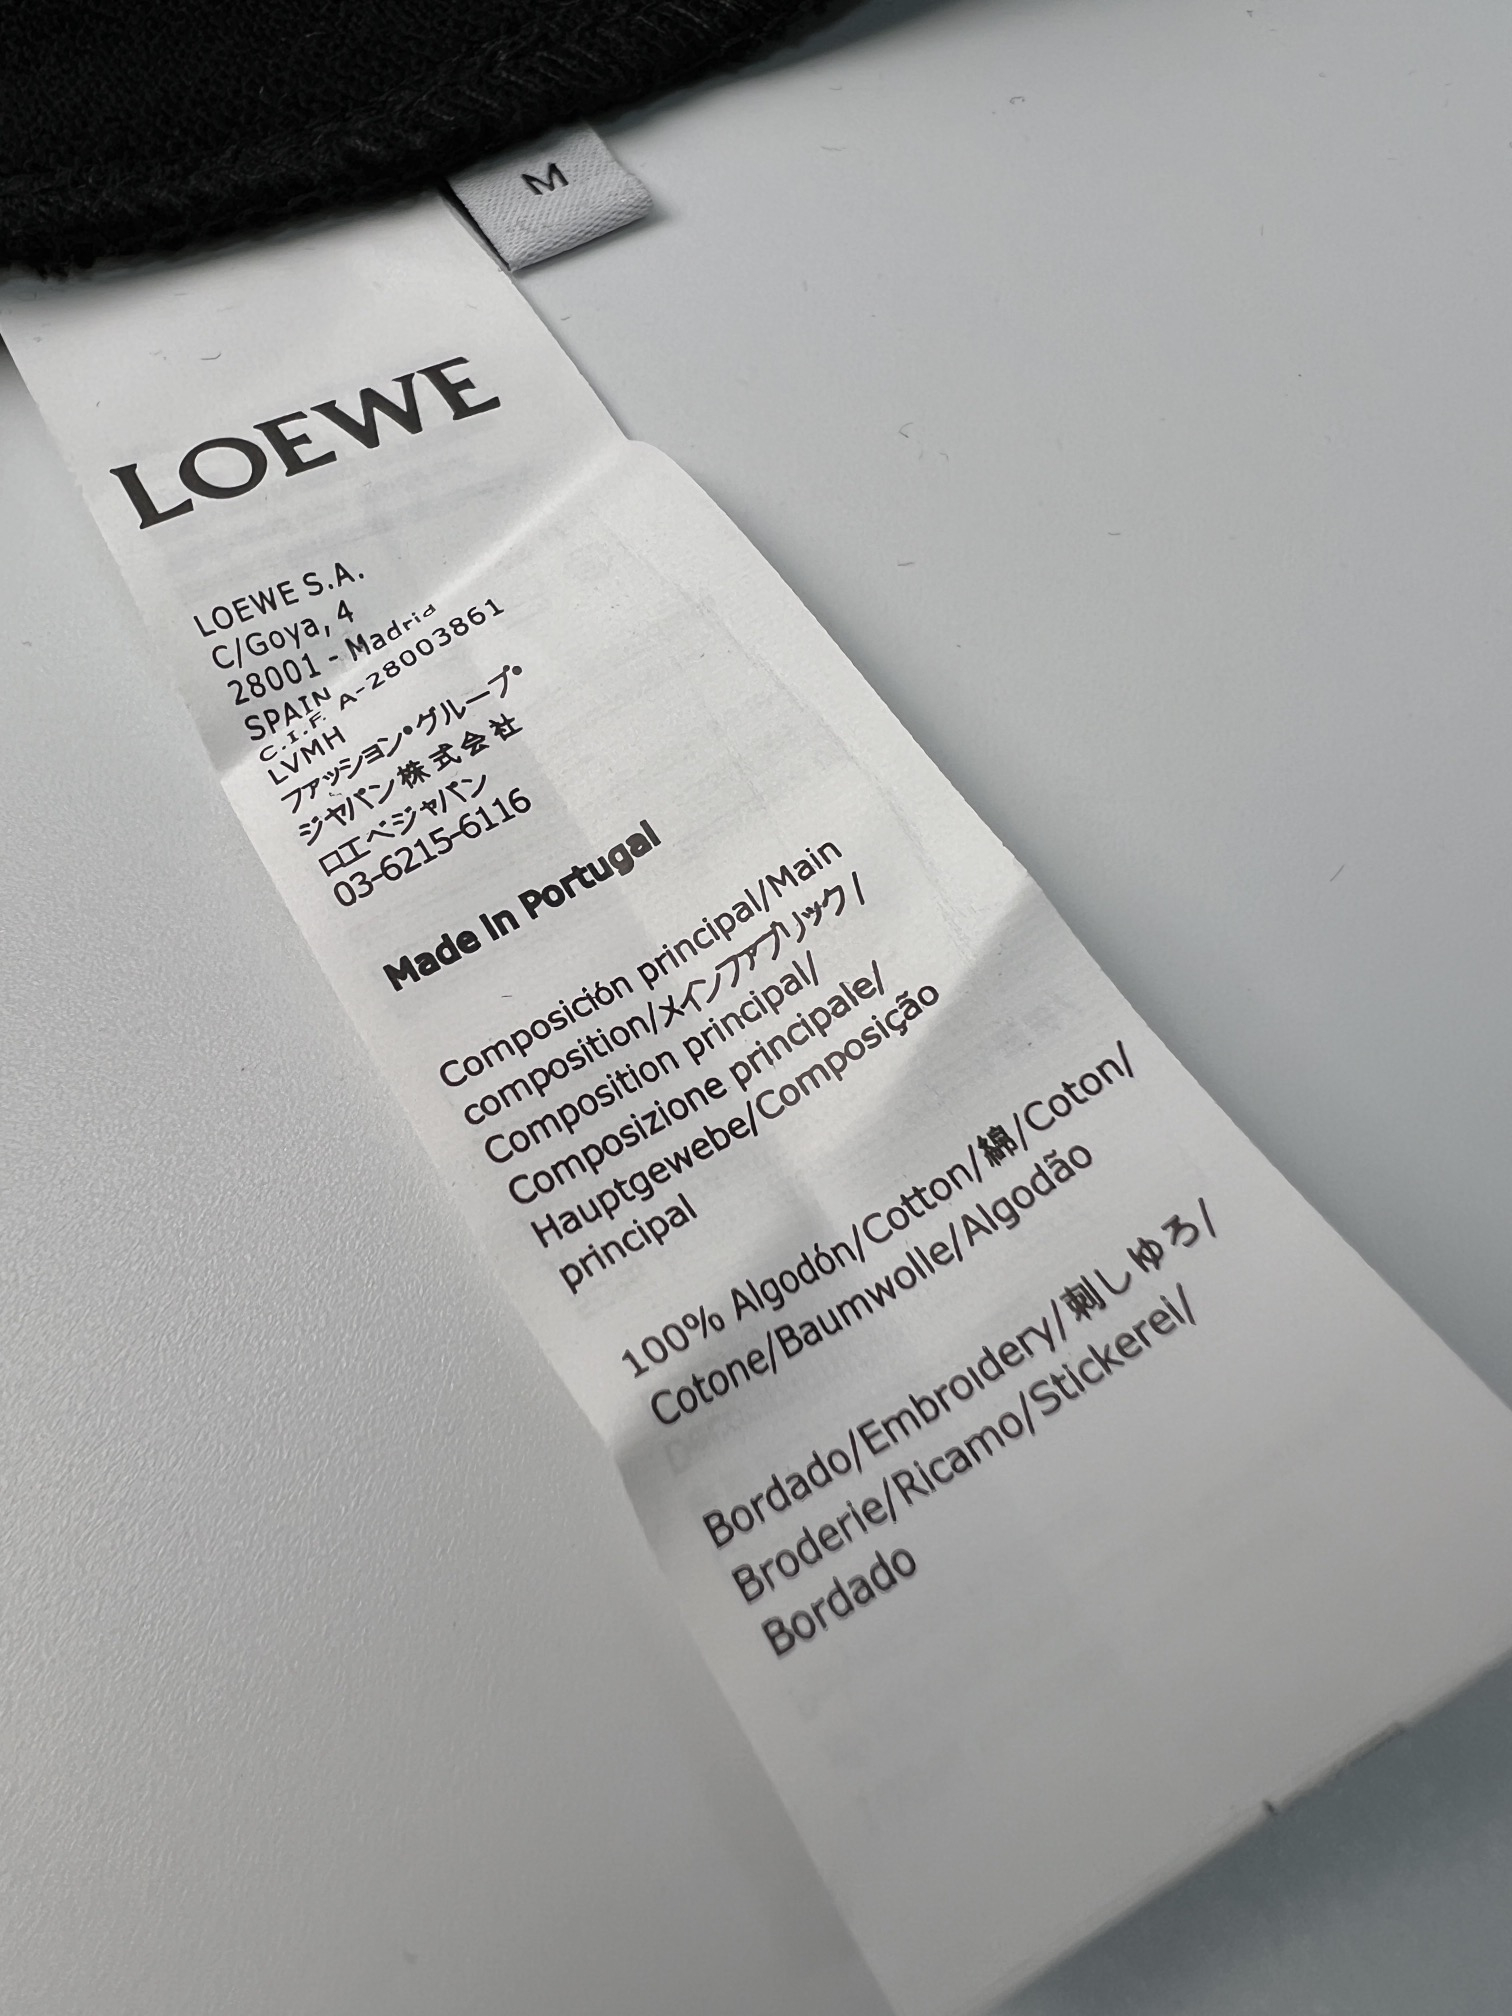 M
LOEWE
LOEWE S.A.
C/Goya, 4
28001 - Madrid
SPAIN
C.I.F. A-28003861
LVMH
ファッション・グループ・
ジャパン株式会社
ロエベジャパン
03-6215-6116
Made in Portugal
Composición principal/Main
composition/メインファブリック/
Composition principal/
Composizione principale/
Hauptgewebe/Composição
principal
100% Algodón/Cotton/綿/Coton/
Cotone/Baumwolle/Algodão
Bordado/Embroidery/刺しゆろ/
Broderie/Ricamo/Stickerei/
Bordado